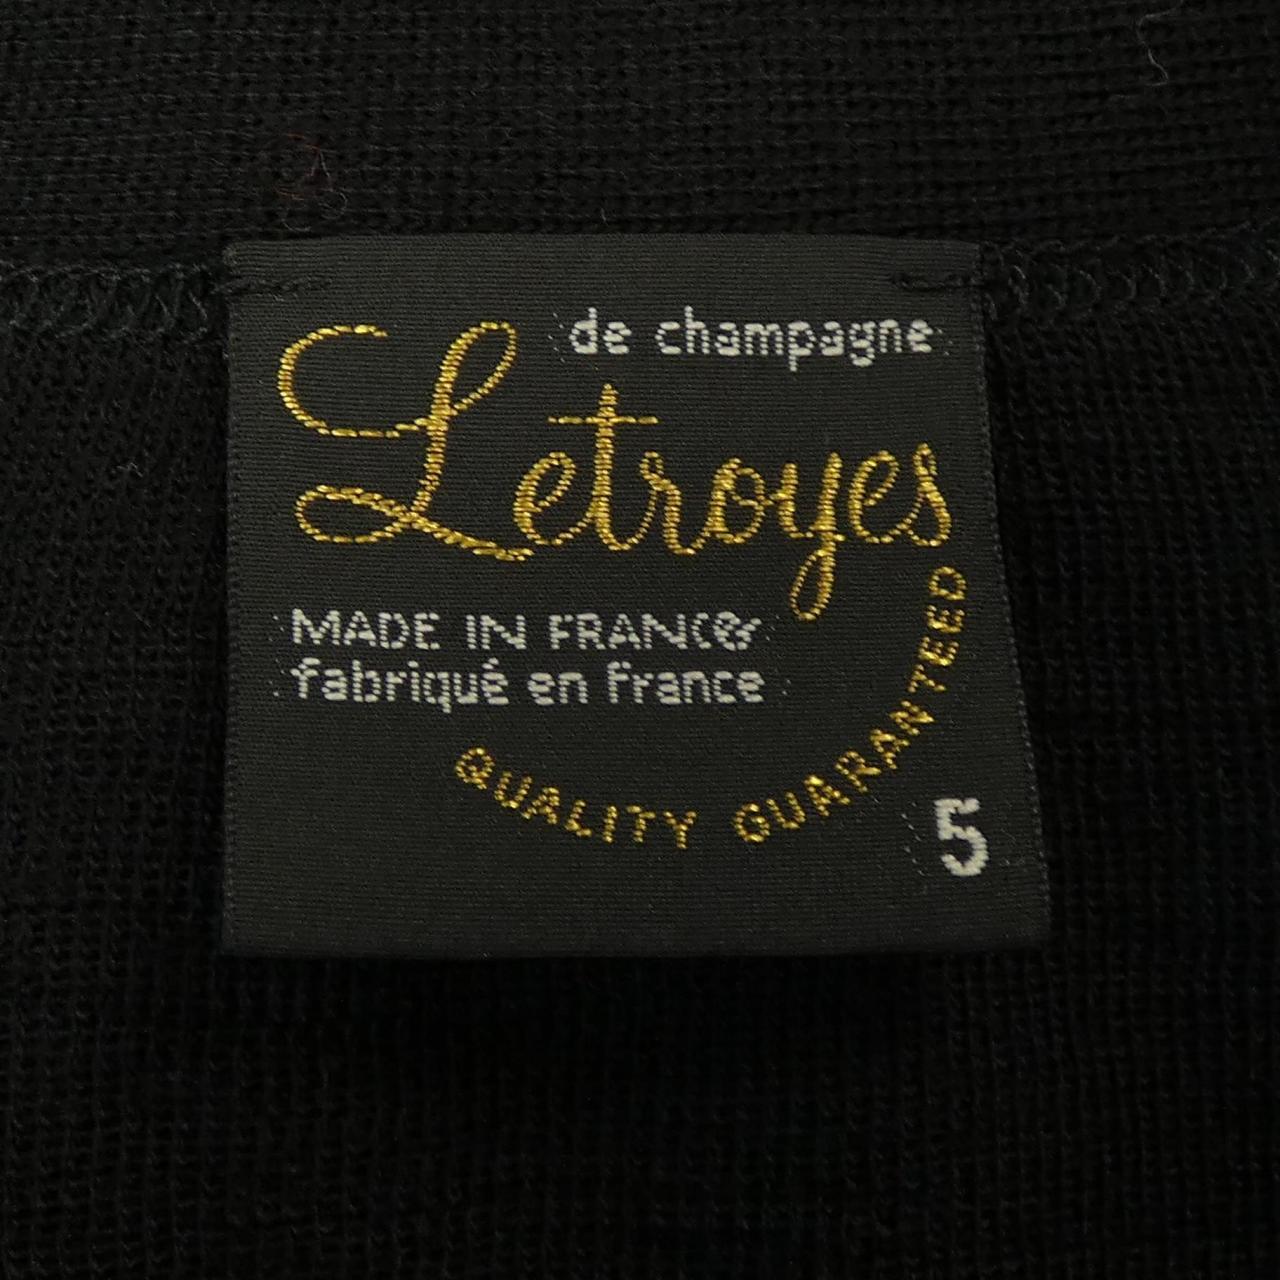 de champagne
Letroyes
MADE IN FRANCE
fabriqué en france
QUALITY GUARANTEED
5